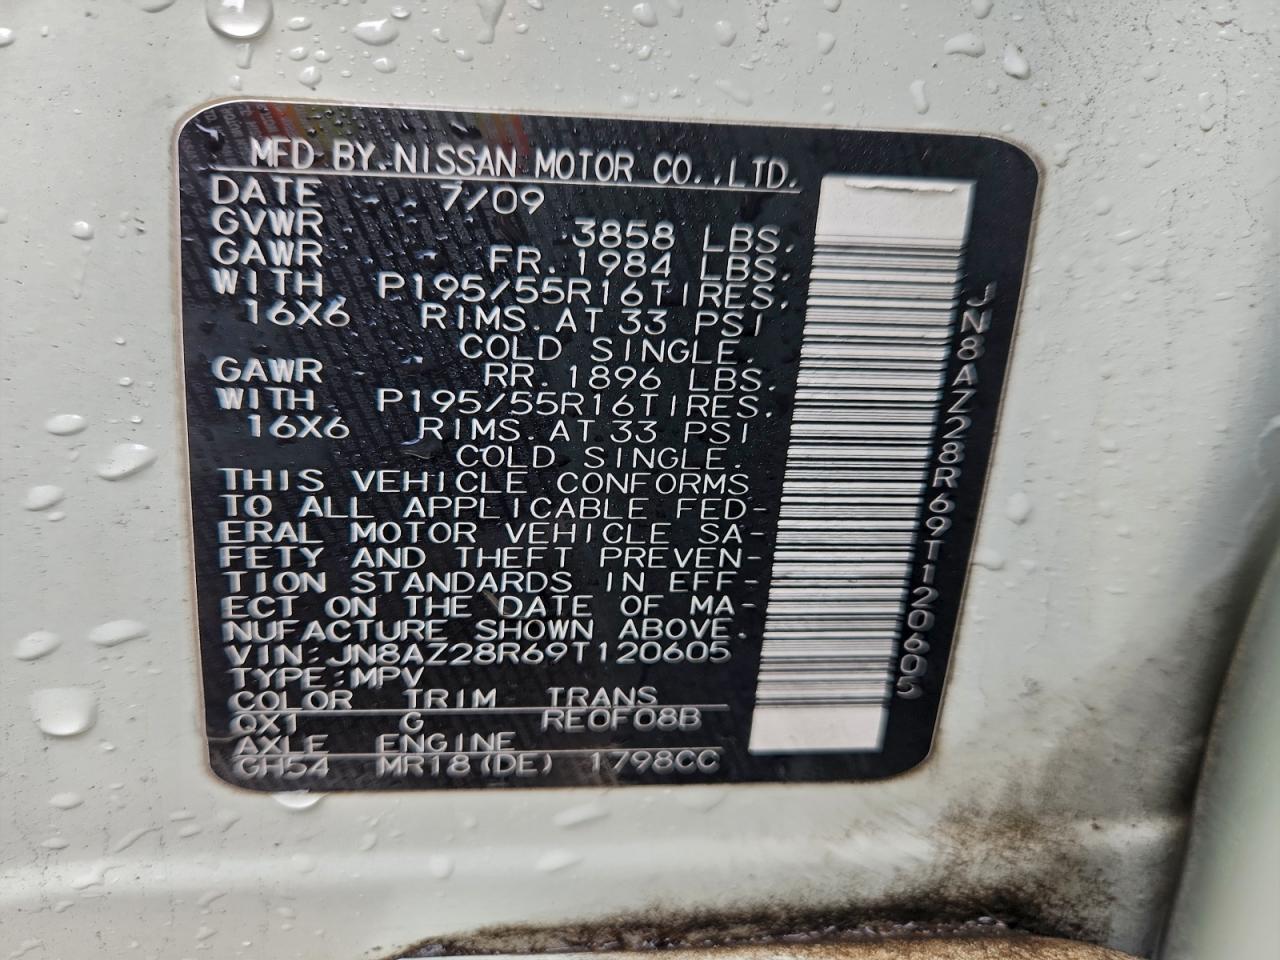 MFD BY NISSAN MOTOR CO.,LTD.
DATE 7/09
GVWR 3858 LBS.
GAWR FR. 1984 LBS.
WITH P195/55R16TIRES.
16X6 RIMS. AT 33 PSI
COLD SINGLE.
GAWR RR. 1896 LBS.
WITH P195/55R16TIRES.
16X6 RIMS. AT 33 PSI
COLD SINGLE.
THIS VEHICLE CONFORMS
TO ALL APPLICABLE FED-
ERAL MOTOR VEHICLE SA-
FETY AND THEFT PREVEN-
TION STANDARDS IN EFF-
ECT ON THE DATE OF MA-
NUFACTURE SHOWN ABOVE.
VIN:JN8AZ28R69T120605
TYPE:MPV
COLOR TRIM TRANS
QX1 G RE0F08B
AXLE ENGINE
GH54 MR18(DE) 1798CC
JN8AZ28R69T120605